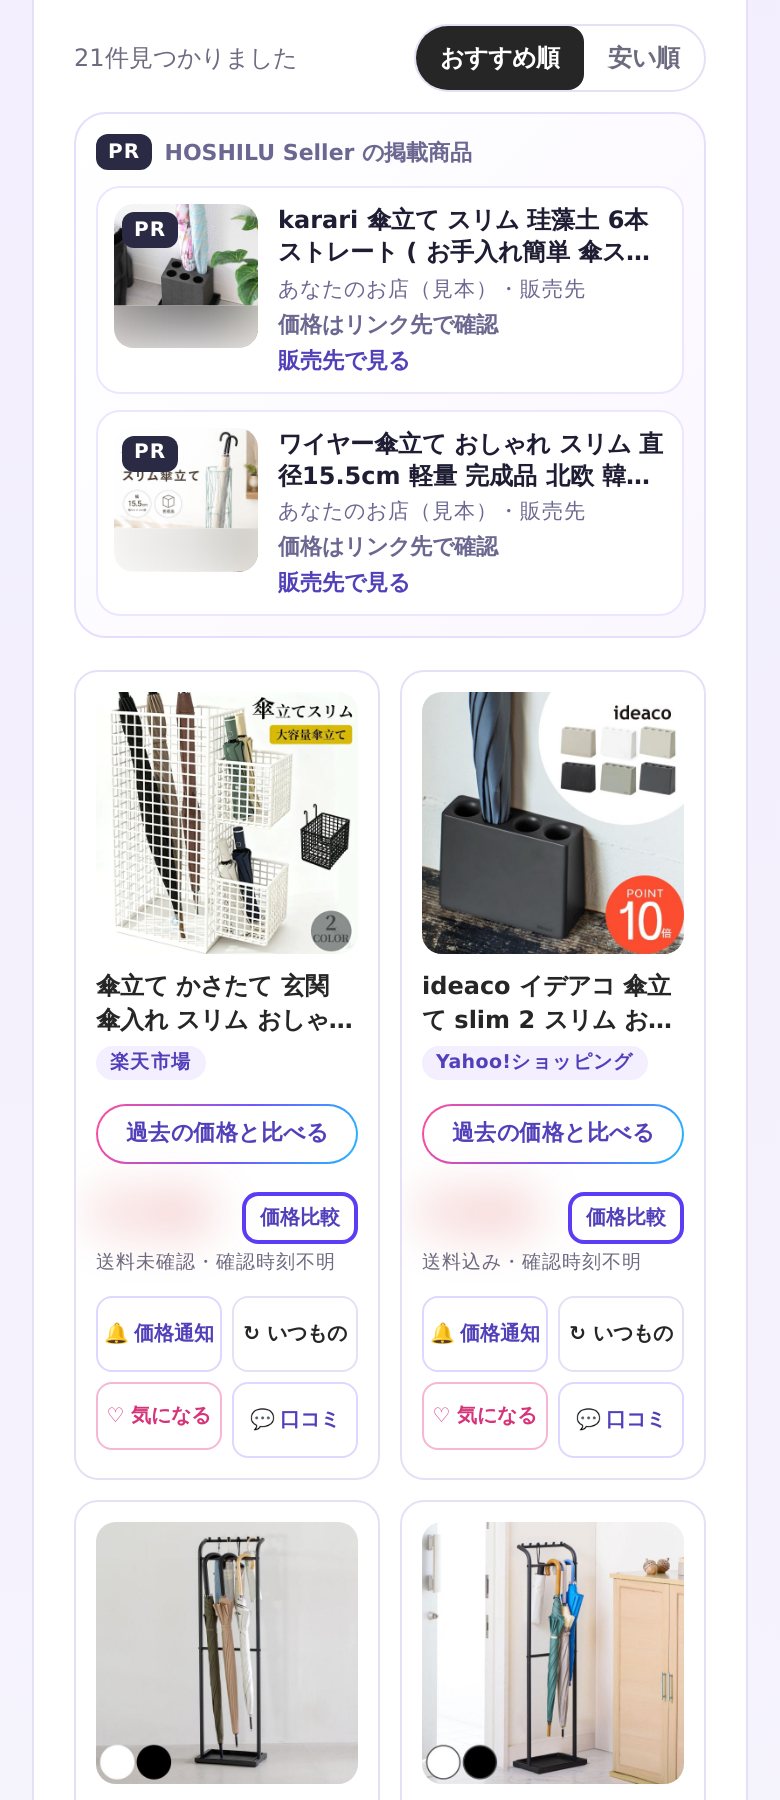 21件見つかりました
おすすめ順
安い順
PR
HOSHILU Seller の掲載商品
PR
karari 傘立て スリム 珪藻土 6本
ストレート ( お手入れ簡単 傘ス…
あなたのお店（見本）・販売先
価格はリンク先で確認
販売先で見る
PR
スリム傘立て
15.5cm
ワイヤー傘立て おしゃれ スリム 直
径15.5cm 軽量 完成品 北欧 韓…
あなたのお店（見本）・販売先
価格はリンク先で確認
販売先で見る
傘立てスリム
大容量傘立て
2
COLOR
傘立て かさたて 玄関
傘入れ スリム おしゃ…
楽天市場
過去の価格と比べる
価格比較
送料未確認・確認時刻不明
🔔 価格通知
↻ いつもの
♡ 気になる
💬 口コミ
ideaco
POINT
10倍
ideaco イデアコ 傘立
て slim 2 スリム お…
Yahoo!ショッピング
過去の価格と比べる
価格比較
送料込み・確認時刻不明
🔔 価格通知
↻ いつもの
♡ 気になる
💬 口コミ